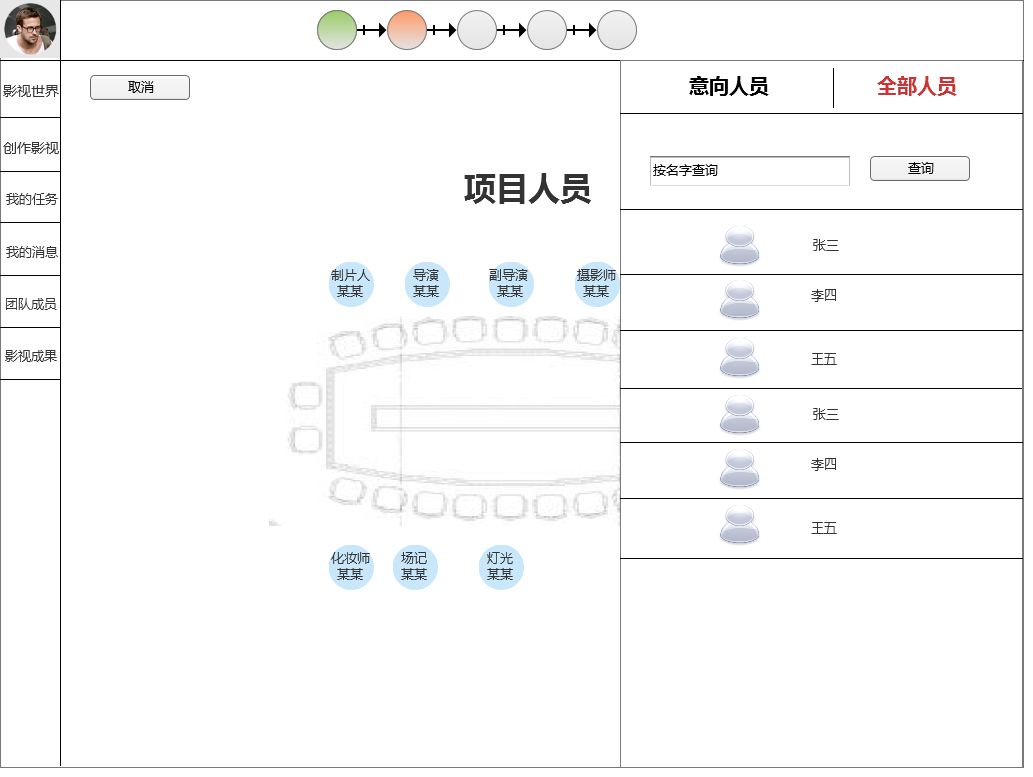 影视世界
创作影视
我的任务
我的消息
团队成员
影视成果
取消
项目人员
制片人
某某
导演
某某
副导演
某某
摄影师
某某
化妆师
某某
场记
某某
灯光
某某
意向人员
全部人员
按名字查询
查询
张三
李四
王五
张三
李四
王五